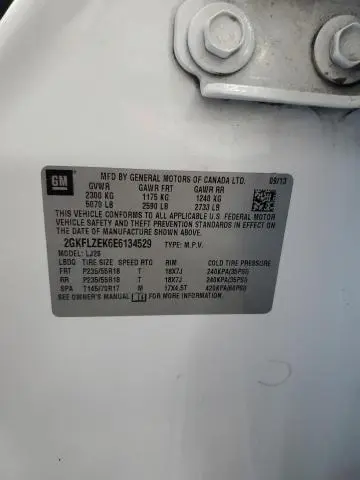 GM
MFD BY GENERAL MOTORS OF CANADA LTD. 09/13
GVWR GAWR FRT GAWR RR
2300 KG 1175 KG 1240 KG
5070 LB 2590 LB 2733 LB
THIS VEHICLE CONFORMS TO ALL APPLICABLE U.S. FEDERAL MOTOR
VEHICLE SAFETY AND THEFT PREVENTION STANDARDS IN EFFECT ON
THE DATE OF MANUFACTURE SHOWN ABOVE.
2GKFLZEK6E6134529 TYPE: M.P.V.
MODEL: LJ26
LBDG TIRE SIZE SPEED RTG RIM COLD TIRE PRESSURE
FRT P235/55R18 T 18X7J 240KPA(35PSI)
RR P235/55R18 T 18X7J 240KPA(35PSI)
SPA T145/70R17 M 17X4.5T 420KPA(60PSI)
SEE OWNER'S MANUAL FOR ADDITIONAL INFORMATION.